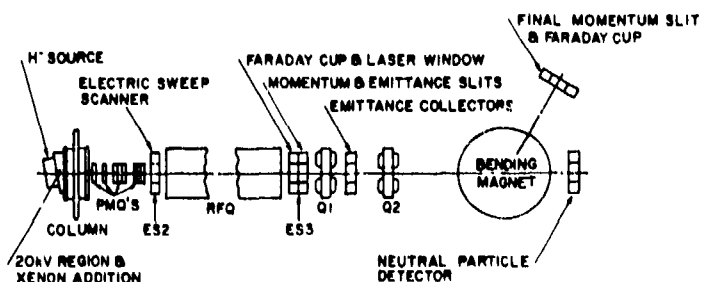 FINAL MOMENTUM SLIT
& FARADAY CUP
H⁻ SOURCE
FARADAY CUP & LASER WINDOW
ELECTRIC SWEEP
SCANNER
MOMENTUM & EMITTANCE SLITS
EMITTANCE COLLECTORS
BENDING
MAGNET
PMQ'S
RFQ
Q1
Q2
COLUMN
ES2
ES3
20kV REGION &
XENON ADDITION
NEUTRAL PARTICLE
DETECTOR